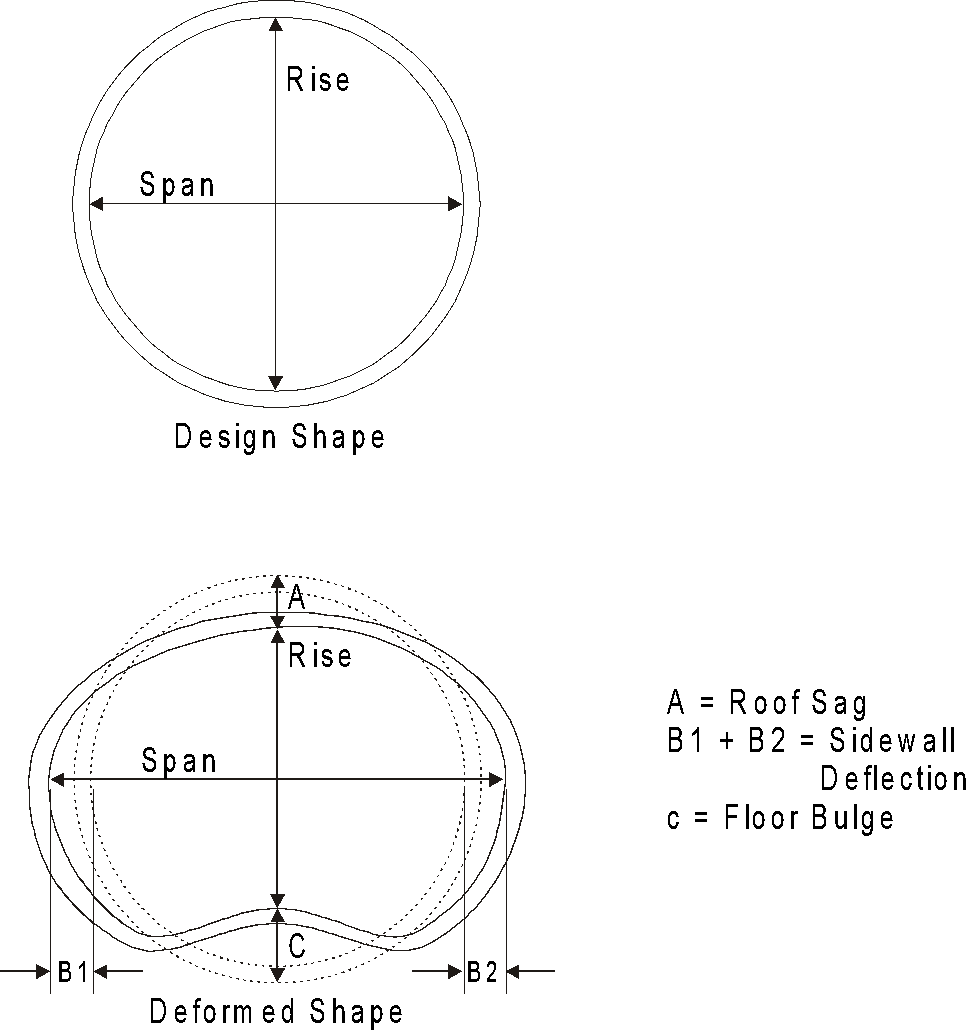 Rise
Span
Design Shape
A
Rise
Span
C
B1
B2
Deformed Shape
A = Roof Sag
B1 + B2 = Sidewall
Deflection
c = Floor Bulge